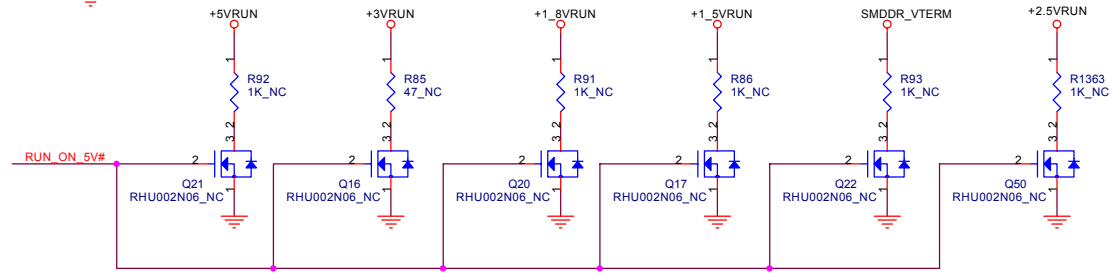 +5VRUN
+3VRUN
+1_8VRUN
+1_5VRUN
SMDDR_VTERM
+2.5VRUN
1
1
1
1
1
1
R92
1K_NC
R85
47_NC
R91
1K_NC
R86
1K_NC
R93
1K_NC
R1363
1K_NC
3 2
3 2
3 2
3 2
3 2
3 2
RUN_ON_5V#
2
2
2
2
2
2
1
1
1
1
1
1
Q21
RHU002N06_NC
Q16
RHU002N06_NC
Q20
RHU002N06_NC
Q17
RHU002N06_NC
Q22
RHU002N06_NC
Q50
RHU002N06_NC